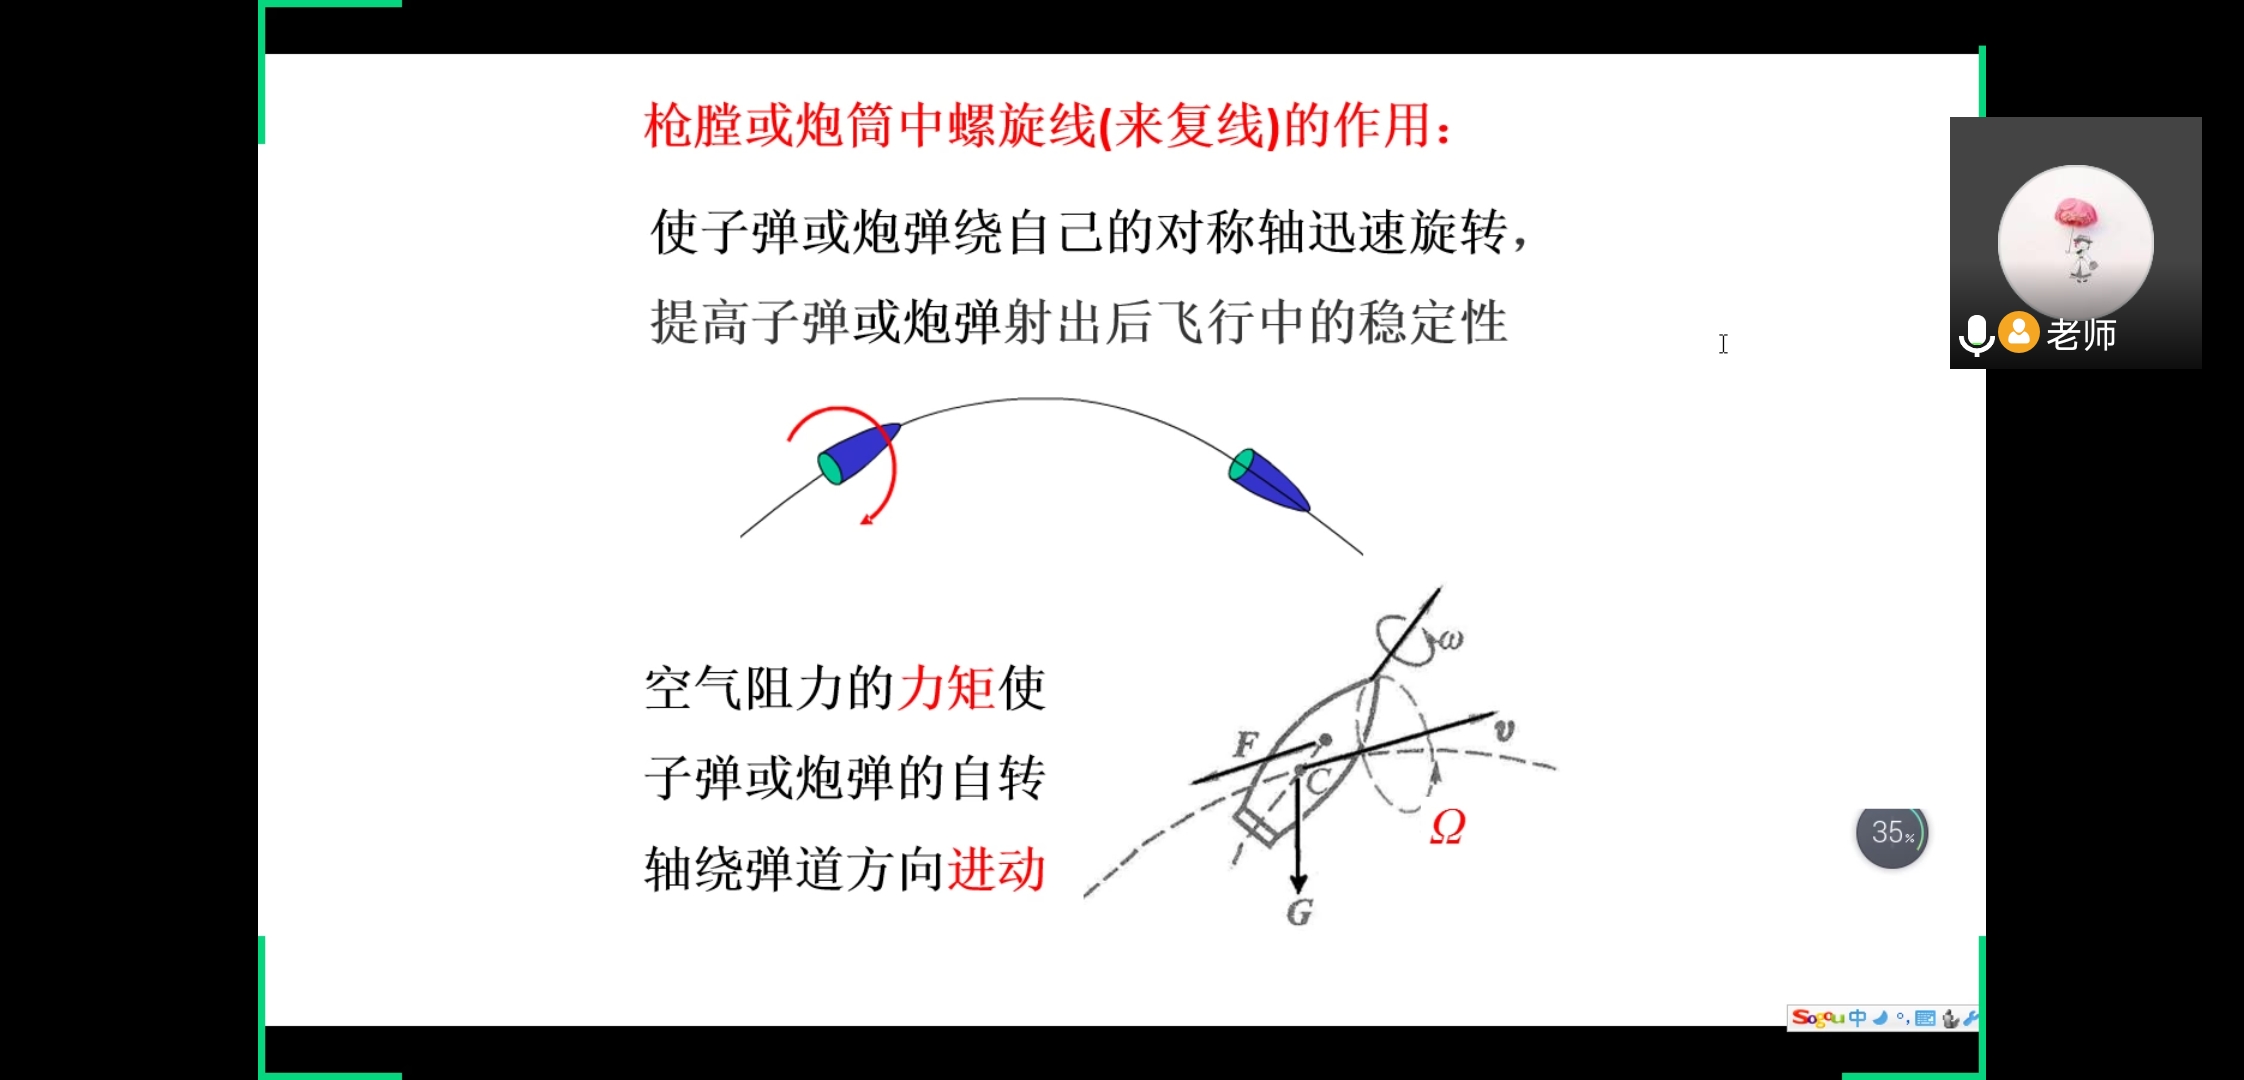 枪膛或炮筒中螺旋线(来复线)的作用：
使子弹或炮弹绕自己的对称轴迅速旋转，
提高子弹或炮弹射出后飞行中的稳定性
老师
空气阻力的力矩使
子弹或炮弹的自转
轴绕弹道方向进动
ω
F
v
C
Ω
G
35%
Sogou中